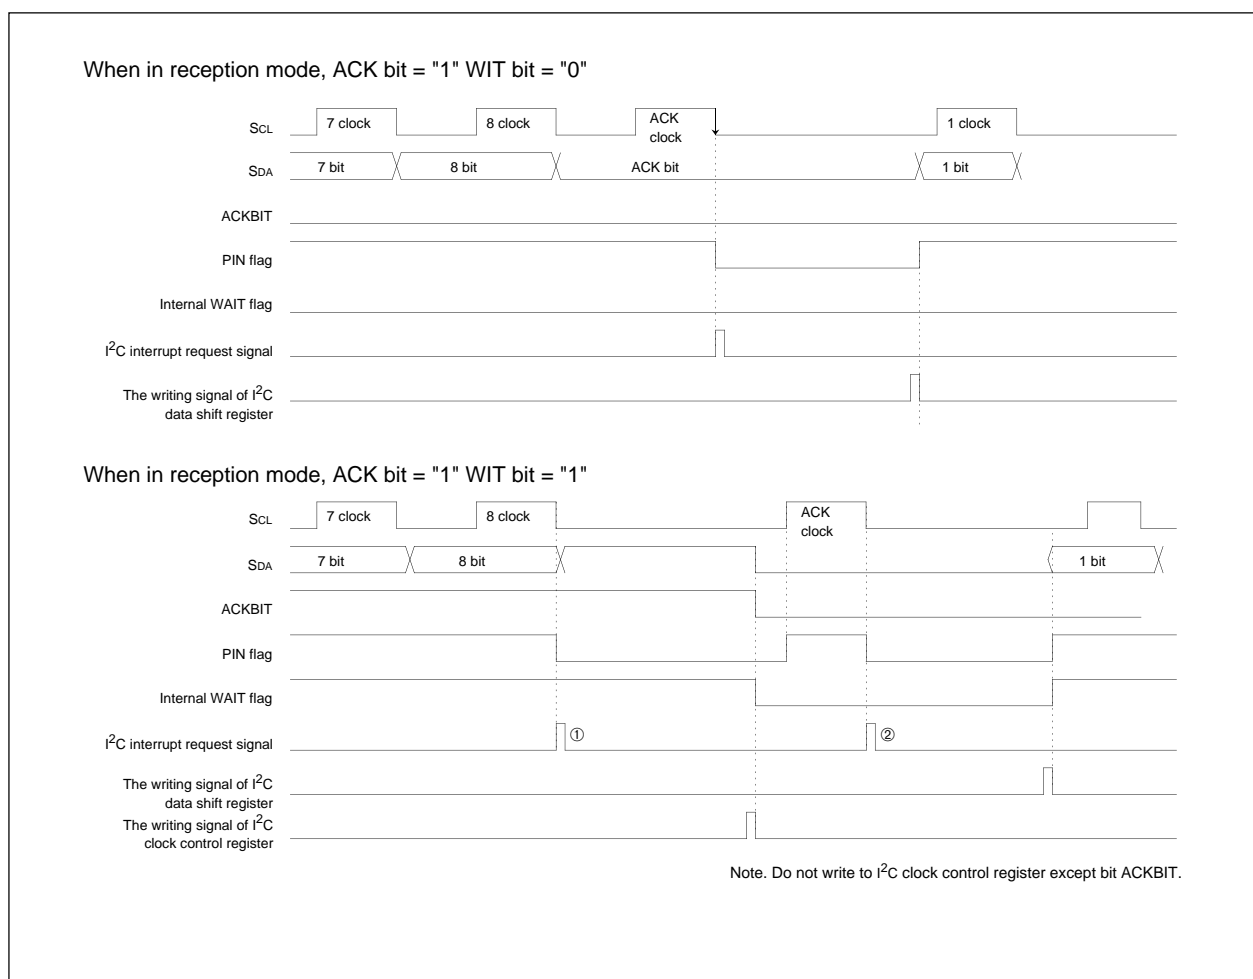 When in reception mode, ACK bit = "1" WIT bit = "0"
SCL
7 clock
8 clock
ACK
clock
1 clock
SDA
7 bit
8 bit
ACK bit
1 bit
ACKBIT
PIN flag
Internal WAIT flag
I2C interrupt request signal
The writing signal of I2C
data shift register
When in reception mode, ACK bit = "1" WIT bit = "1"
SCL
7 clock
8 clock
ACK
clock
SDA
7 bit
8 bit
1 bit
ACKBIT
PIN flag
Internal WAIT flag
I2C interrupt request signal
①
②
The writing signal of I2C
data shift register
The writing signal of I2C
clock control register
Note. Do not write to I2C clock control register except bit ACKBIT.